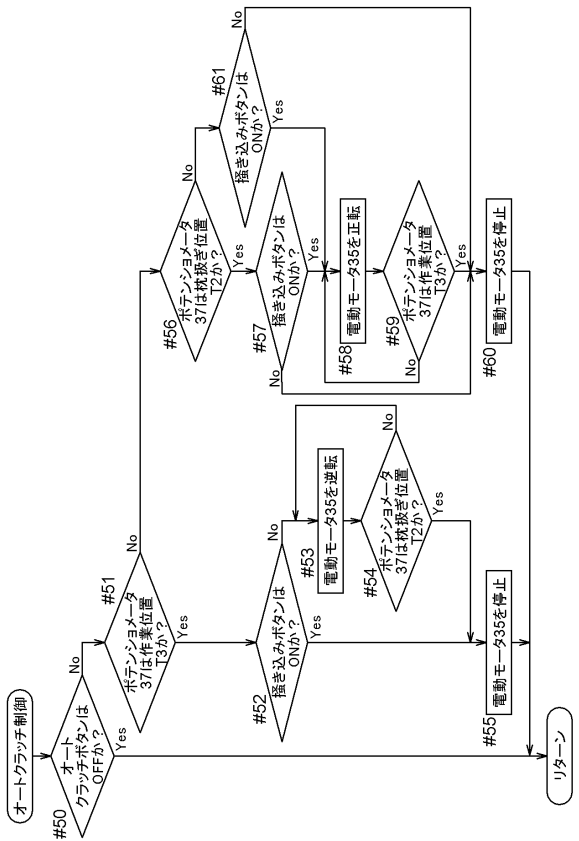 オートクラッチ制御
#50
オート
クラッチボタンは
OFFか？
No
Yes
#51
ポテンショメータ
37は作業位置
T3か？
No
Yes
#52
掻き込みボタンは
ONか？
No
Yes
#53
電動モータ35を逆転
#54
ポテンショメータ
37は枕扱ぎ位置
T2か？
No
Yes
#55
電動モータ35を停止
#56
ポテンショメータ
37は枕扱ぎ位置
T2か？
No
Yes
#57
掻き込みボタンは
ONか？
No
Yes
#61
掻き込みボタンは
ONか？
No
Yes
#58
電動モータ35を正転
#59
ポテンショメータ
37は作業位置
T3か？
No
Yes
#60
電動モータ35を停止
リターン